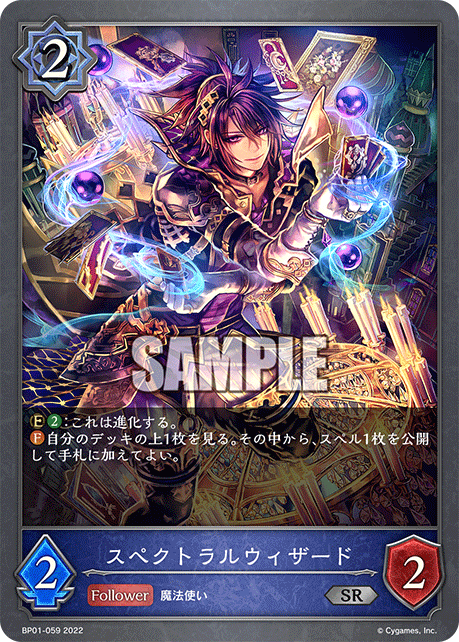 2
SAMPLE
E 2:これは進化する。
F 自分のデッキの上1枚を見る。その中から、スペル1枚を公開
して手札に加えてよい。
スペクトラルウィザード
2
Follower 魔法使い SR
2
BP01-059 2022 © Cygames, Inc.